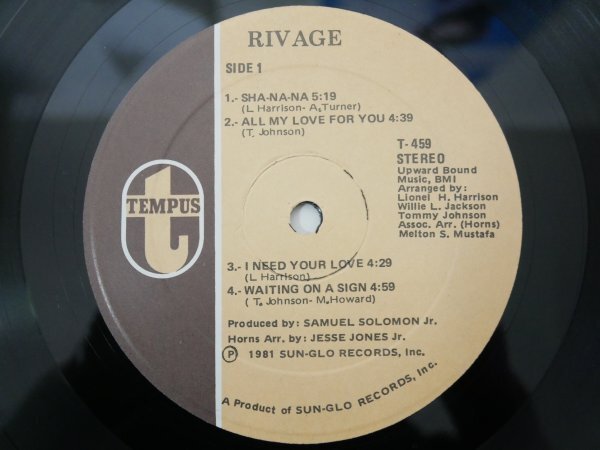 RIVAGE
SIDE 1
1.- SHA-NA-NA 5:19
(L. Harrison- A. Turner)
2.- ALL MY LOVE FOR YOU 4:39
(T. Johnson)
T- 459
STEREO
Upward Bound
Music, BMI
Arranged by:
Lionel H. Harrison
Willie L. Jackson
Tommy Johnson
Assoc. Arr. (Horns)
Melton S. Mustafa
t
TEMPUS
3.- I NEED YOUR LOVE 4:29
(L Harrison)
4.- WAITING ON A SIGN 4:59
( T. Johnson- M. Howard)
Produced by: SAMUEL SOLOMON Jr.
Horns Arr. by: JESSE JONES Jr.
Ⓟ 1981 SUN-GLO RECORDS, Inc.
A Product of SUN-GLO RECORDS, Inc.